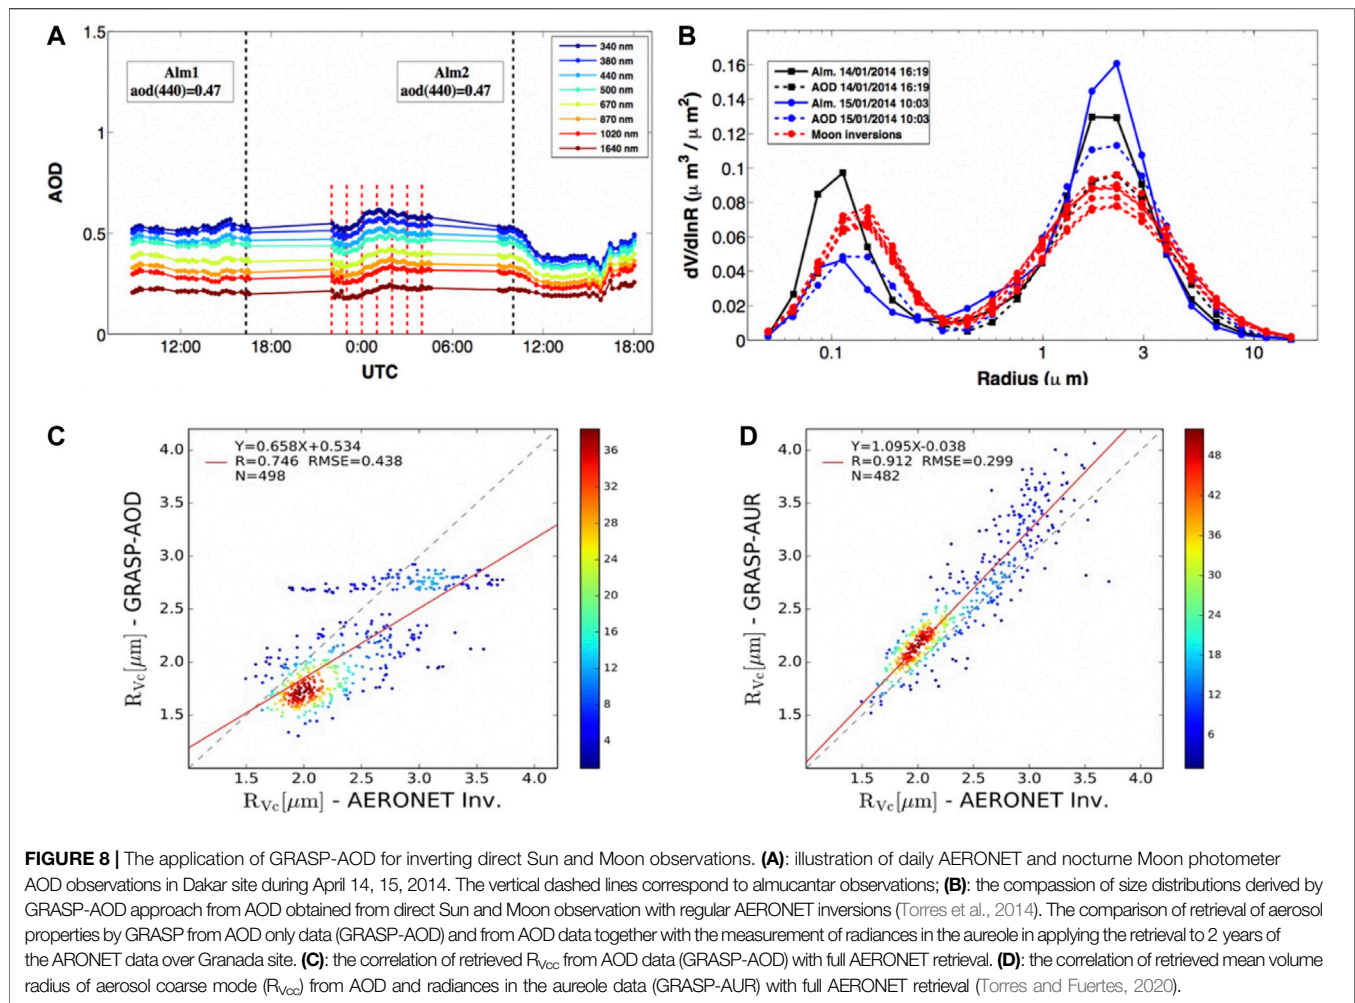 A
AOD
1.5
1
0.5
0
Alm1
aod(440)=0.47
Alm2
aod(440)=0.47
340 nm
380 nm
440 nm
500 nm
670 nm
870 nm
1020 nm
1640 nm
12:00 18:00 0:00 06:00 12:00 18:00
UTC
B
dV/dlnR (μ m³/ μ m²)
0.16
0.14
0.12
0.1
0.08
0.06
0.04
0.02
0
Alm. 14/01/2014 16:19
AOD 14/01/2014 16:19
Alm. 15/01/2014 10:03
AOD 15/01/2014 10:03
Moon inversions
0.1 1 3 10
Radius (μ m)
C
R_Vc[μm] - GRASP-AOD
4.0
3.5
3.0
2.5
2.0
1.5
Y=0.658X+0.534
R=0.746 RMSE=0.438
N=498
1.5 2.0 2.5 3.0 3.5 4.0
R_Vc[μm] - AERONET Inv.
36
32
28
24
20
16
12
8
4
D
R_Vc[μm] - GRASP-AUR
4.0
3.5
3.0
2.5
2.0
1.5
Y=1.095X-0.038
R=0.912 RMSE=0.299
N=482
1.5 2.0 2.5 3.0 3.5 4.0
R_Vc[μm] - AERONET Inv.
48
42
36
30
24
18
12
6
FIGURE 8 | The application of GRASP-AOD for inverting direct Sun and Moon observations. (A): illustration of daily AERONET and nocturne Moon photometer
AOD observations in Dakar site during April 14, 15, 2014. The vertical dashed lines correspond to almucantar observations; (B): the compassion of size distributions derived by
GRASP-AOD approach from AOD obtained from direct Sun and Moon observation with regular AERONET inversions (Torres et al., 2014). The comparison of retrieval of aerosol
properties by GRASP from AOD only data (GRASP-AOD) and from AOD data together with the measurement of radiances in the aureole in applying the retrieval to 2 years of
the ARONET data over Granada site. (C): the correlation of retrieved R_Vcc from AOD data (GRASP-AOD) with full AERONET retrieval. (D): the correlation of retrieved mean volume
radius of aerosol coarse mode (R_Vcc) from AOD and radiances in the aureole data (GRASP-AUR) with full AERONET retrieval (Torres and Fuertes, 2020).